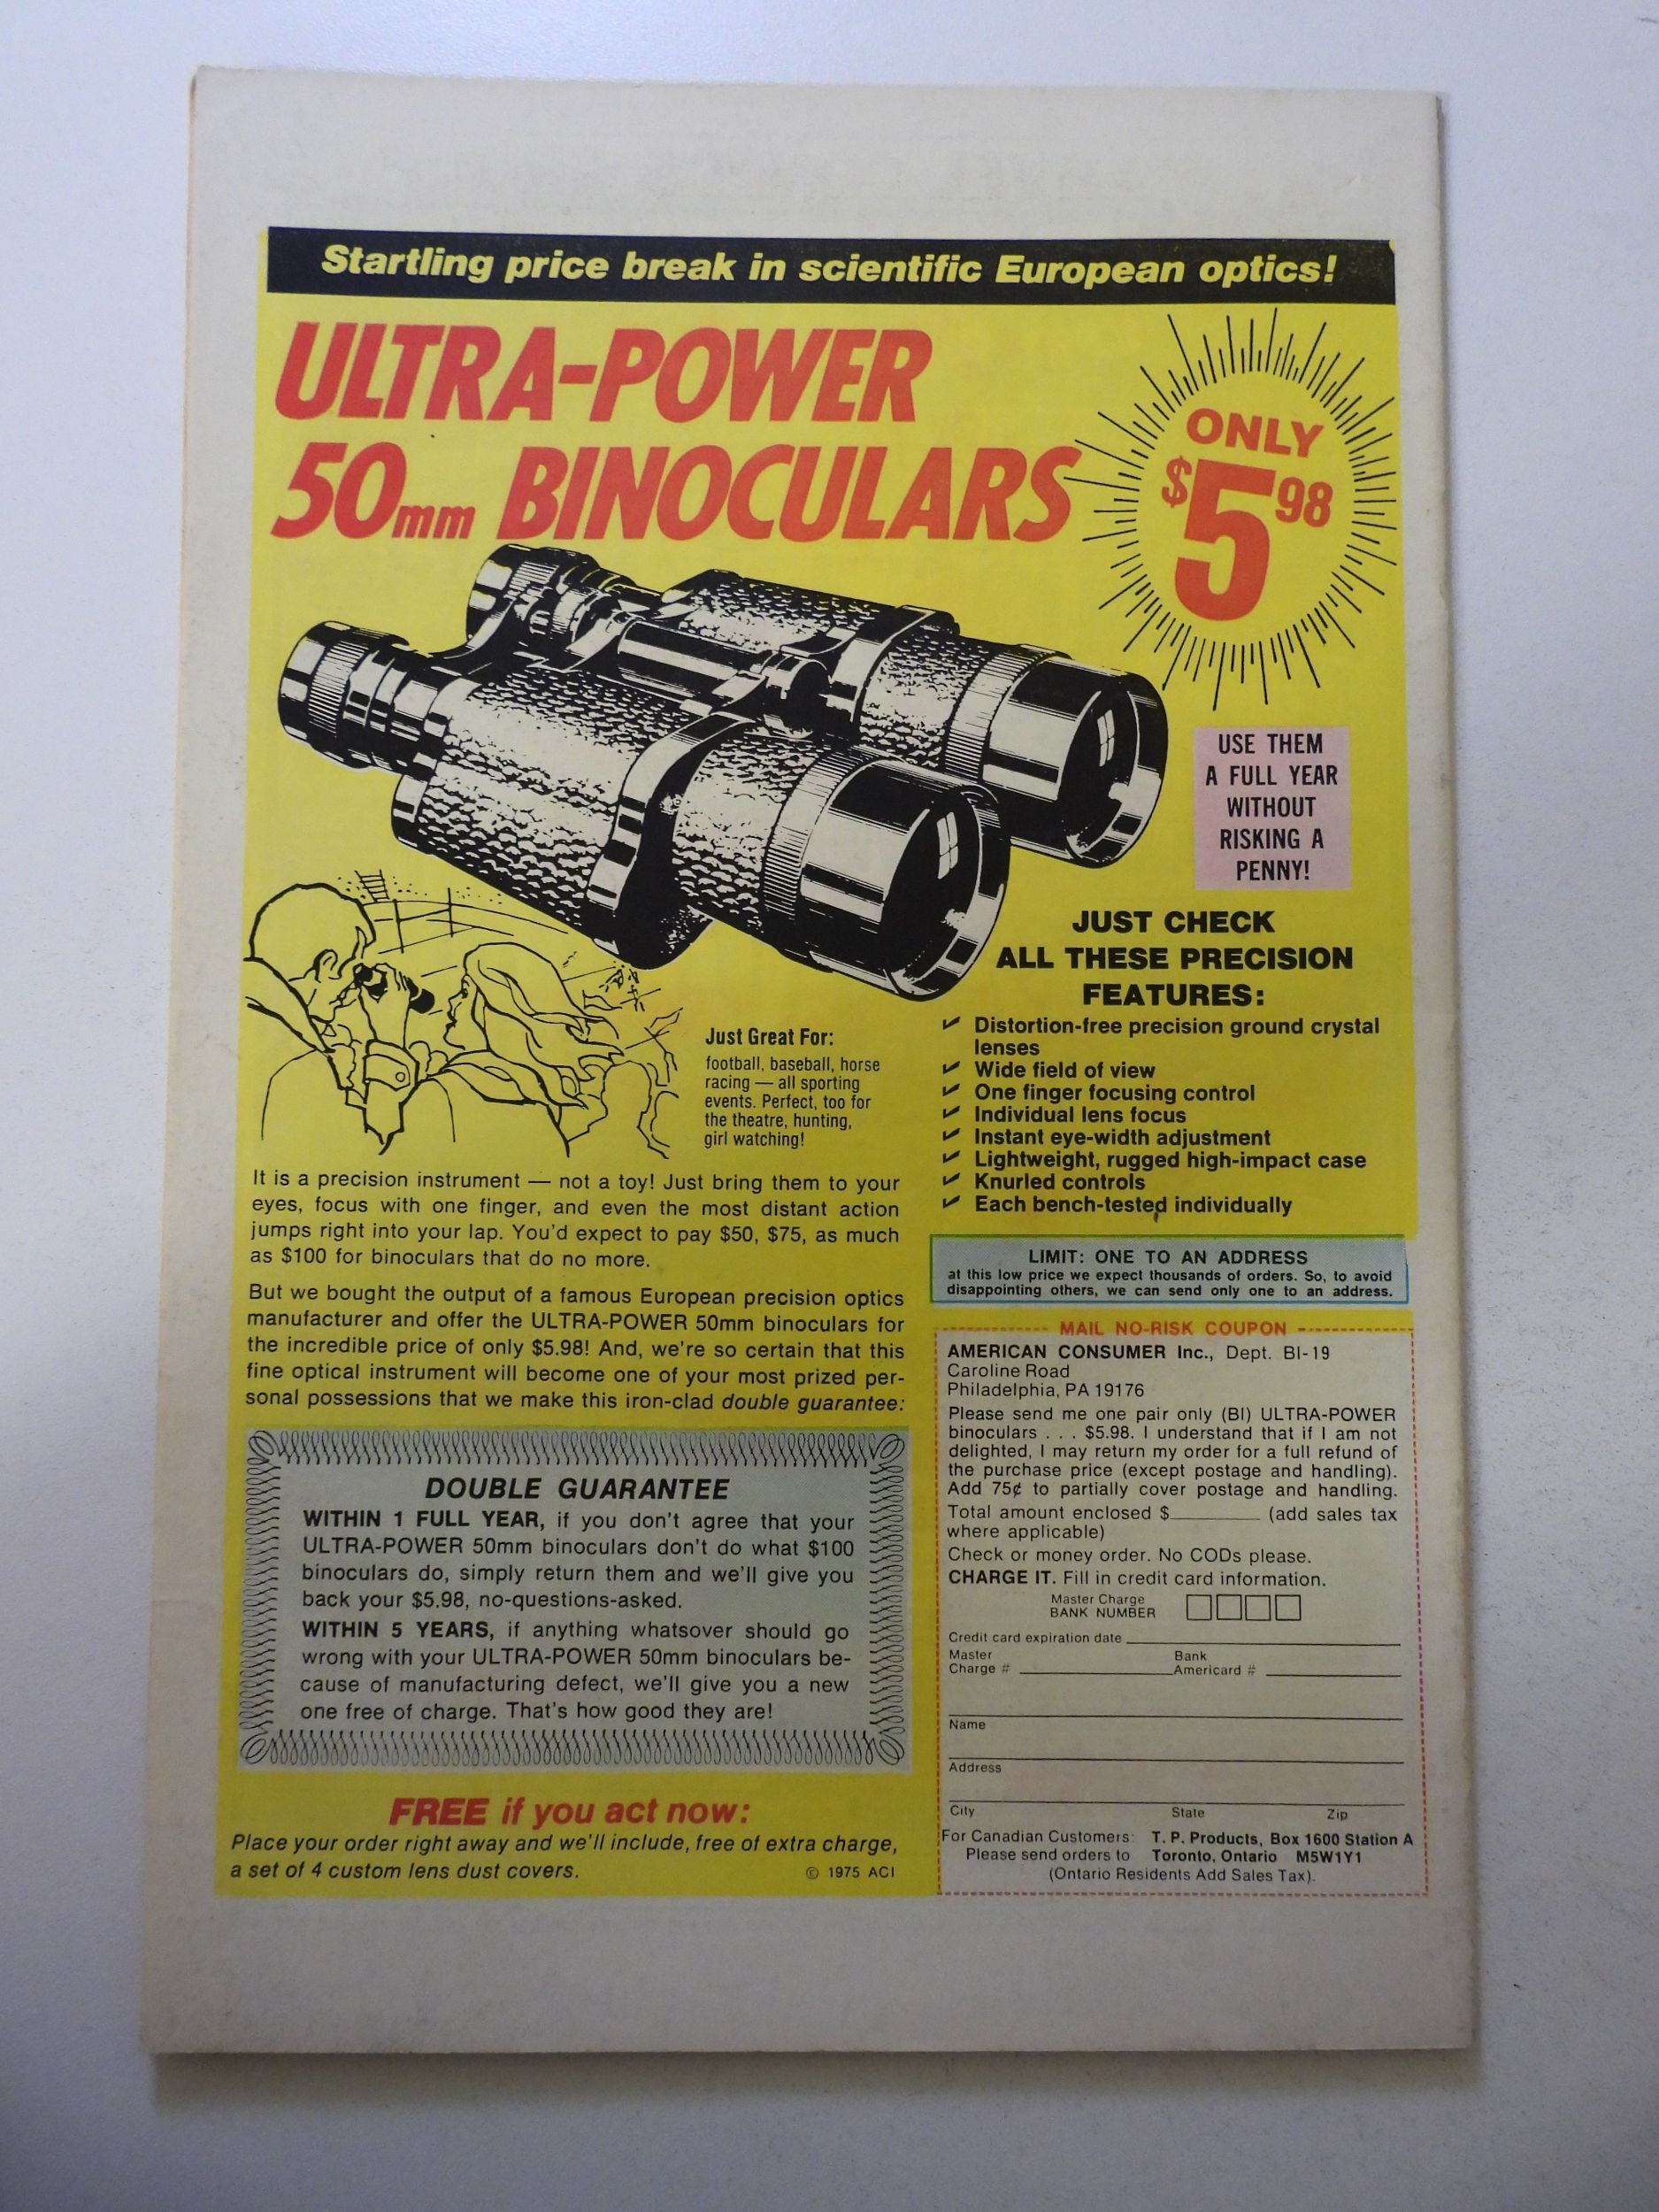 Startling price break in scientific European optics!
ULTRA-POWER
50mm BINOCULARS
ONLY
$5 98
USE THEM
A FULL YEAR
WITHOUT
RISKING A
PENNY!
JUST CHECK
ALL THESE PRECISION
FEATURES:
✓ Distortion-free precision ground crystal
lenses
✓ Wide field of view
✓ One finger focusing control
✓ Individual lens focus
✓ Instant eye-width adjustment
✓ Lightweight, rugged high-impact case
✓ Knurled controls
✓ Each bench-tested individually
Just Great For:
football, baseball, horse
racing — all sporting
events. Perfect, too for
the theatre, hunting,
girl watching!
It is a precision instrument — not a toy! Just bring them to your
eyes, focus with one finger, and even the most distant action
jumps right into your lap. You'd expect to pay $50, $75, as much
as $100 for binoculars that do no more.
But we bought the output of a famous European precision optics
manufacturer and offer the ULTRA-POWER 50mm binoculars for
the incredible price of only $5.98! And, we're so certain that this
fine optical instrument will become one of your most prized per-
sonal possessions that we make this iron-clad double guarantee:
DOUBLE GUARANTEE
WITHIN 1 FULL YEAR, if you don't agree that your
ULTRA-POWER 50mm binoculars don't do what $100
binoculars do, simply return them and we'll give you
back your $5.98, no-questions-asked.
WITHIN 5 YEARS, if anything whatsover should go
wrong with your ULTRA-POWER 50mm binoculars be-
cause of manufacturing defect, we'll give you a new
one free of charge. That's how good they are!
FREE if you act now:
Place your order right away and we'll include, free of extra charge,
a set of 4 custom lens dust covers.
© 1975 ACI
LIMIT: ONE TO AN ADDRESS
at this low price we expect thousands of orders. So, to avoid
disappointing others, we can send only one to an address.
MAIL NO-RISK COUPON
AMERICAN CONSUMER Inc., Dept. BI-19
Caroline Road
Philadelphia, PA 19176
Please send me one pair only (BI) ULTRA-POWER
binoculars . . . $5.98. I understand that if I am not
delighted, I may return my order for a full refund of
the purchase price (except postage and handling).
Add 75¢ to partially cover postage and handling.
Total amount enclosed $________ (add sales tax
where applicable)
Check or money order. No CODs please.
CHARGE IT. Fill in credit card information.
Master Charge
BANK NUMBER
Credit card expiration date
Master Bank
Charge # Americard #
Name
Address
City State Zip
For Canadian Customers: T. P. Products, Box 1600 Station A
Please send orders to Toronto, Ontario M5W1Y1
(Ontario Residents Add Sales Tax).